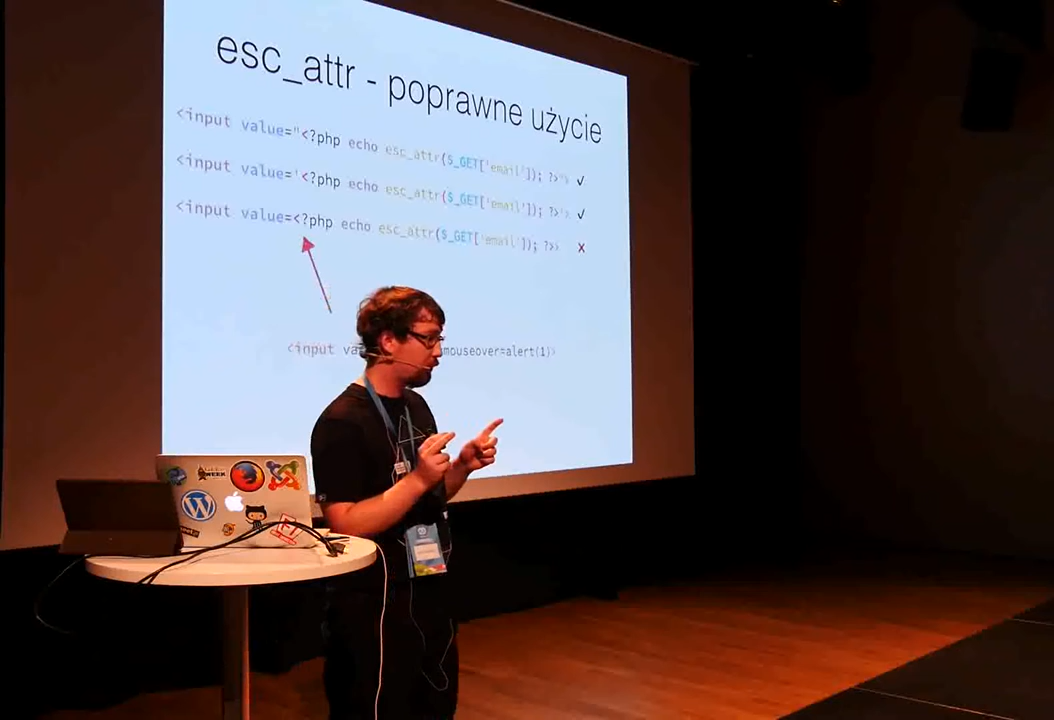 esc_attr - poprawne użycie
<input value="<?php echo esc_attr($_GET['email']); ?>"> ✓
<input value='<?php echo esc_attr($_GET['email']); ?>'> ✓
<input value=<?php echo esc_attr($_GET['email']); ?>> x
<input va mouseover=alert(1)>
WEEK
W